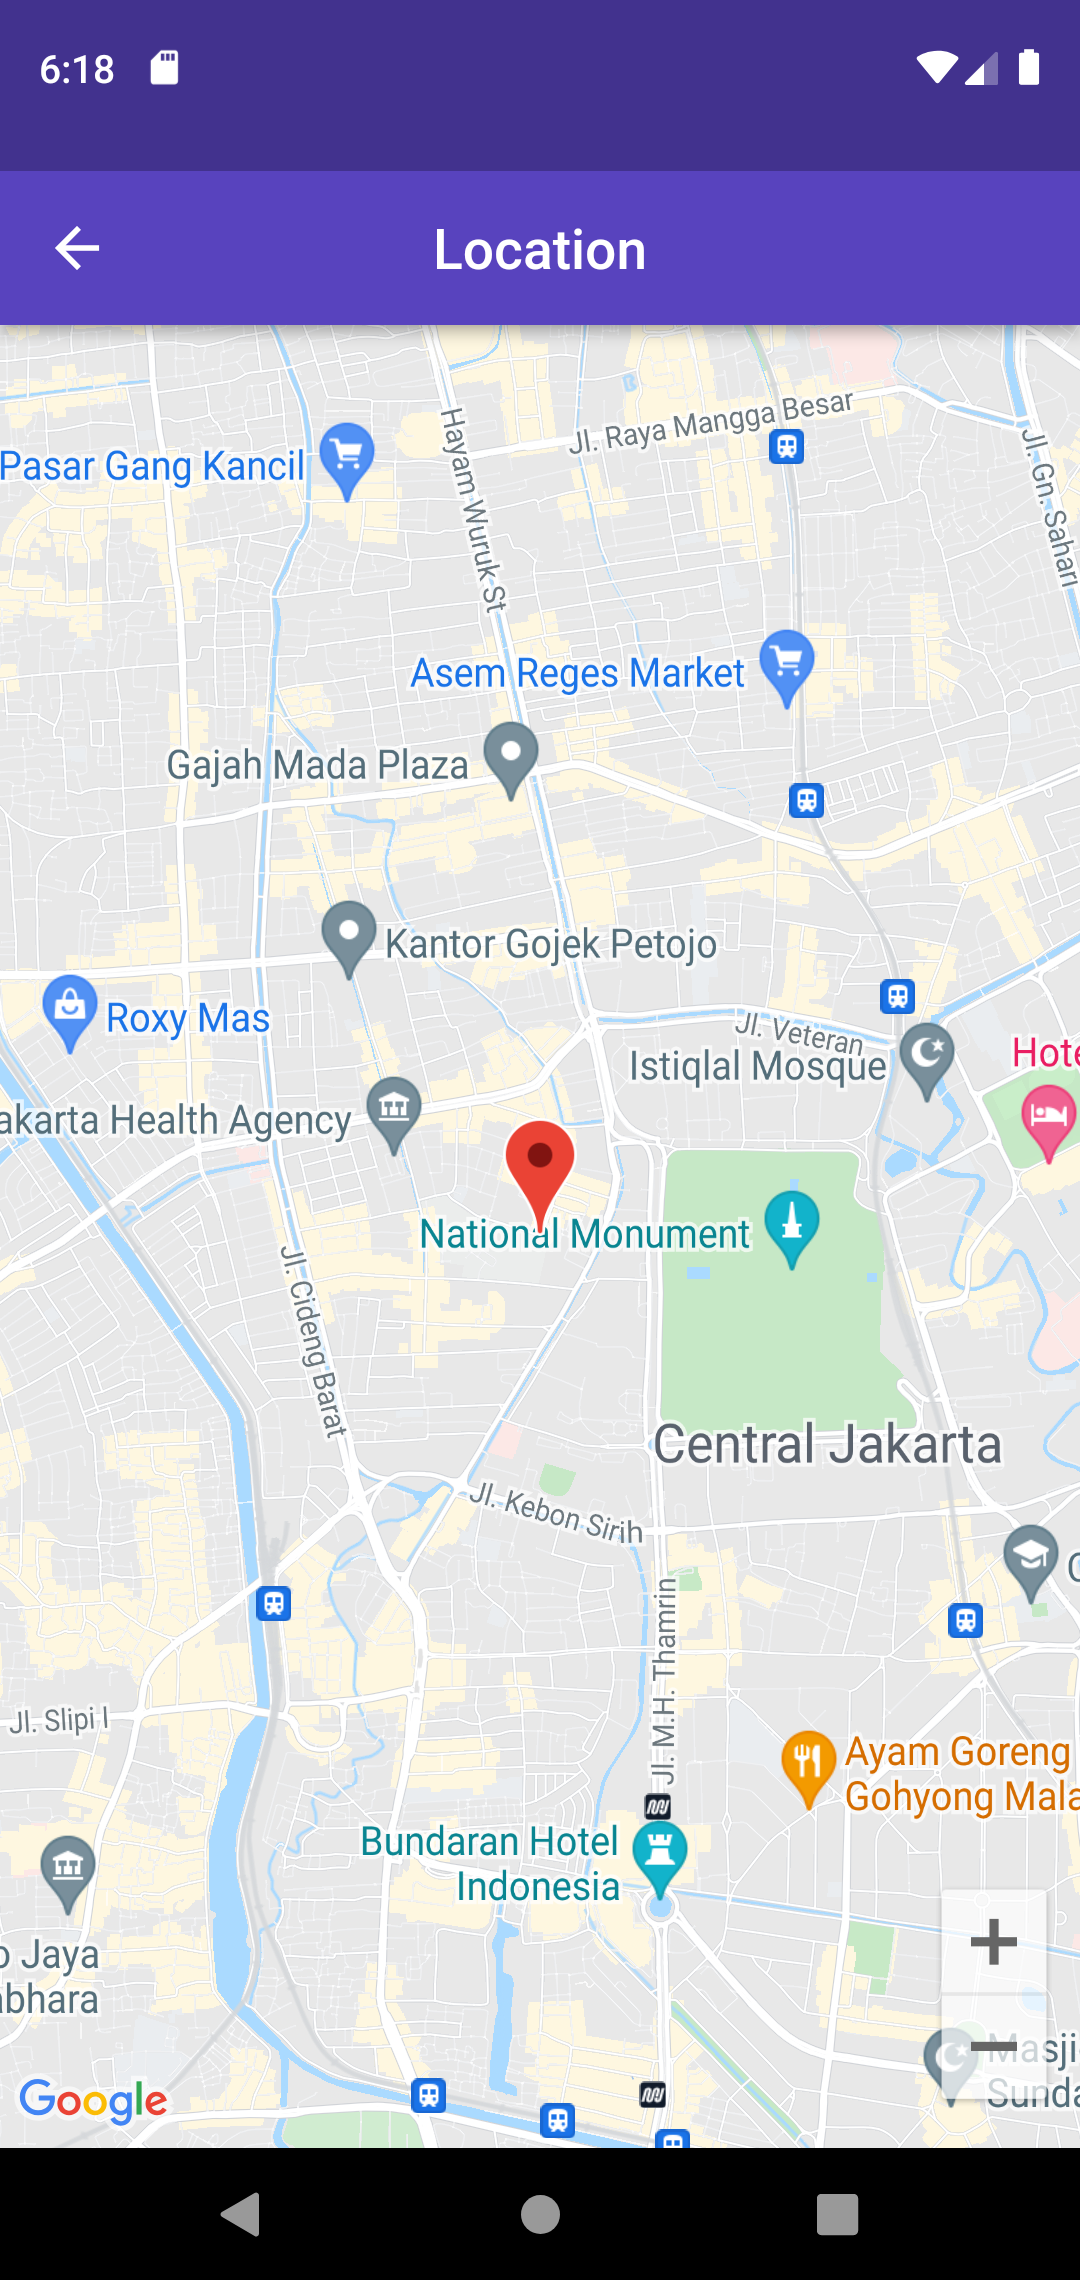 6:18
Location
Jl. Raya Mangga Besar
Hayam Wuruk St
Jl. Gn. Sahari
Pasar Gang Kancil
Asem Reges Market
Gajah Mada Plaza
Kantor Gojek Petojo
Roxy Mas
Jl. Veteran
Istiqlal Mosque
Hote
akarta Health Agency
National Monument
Jl. Cideng Barat
Central Jakarta
Jl. Kebon Sirih
Jl. M.H. Thamrin
Jl. Slipi I
Ayam Goreng
Gohyong Mala
Bundaran Hotel
Indonesia
o Jaya
abhara
Masji
Sunda
Google